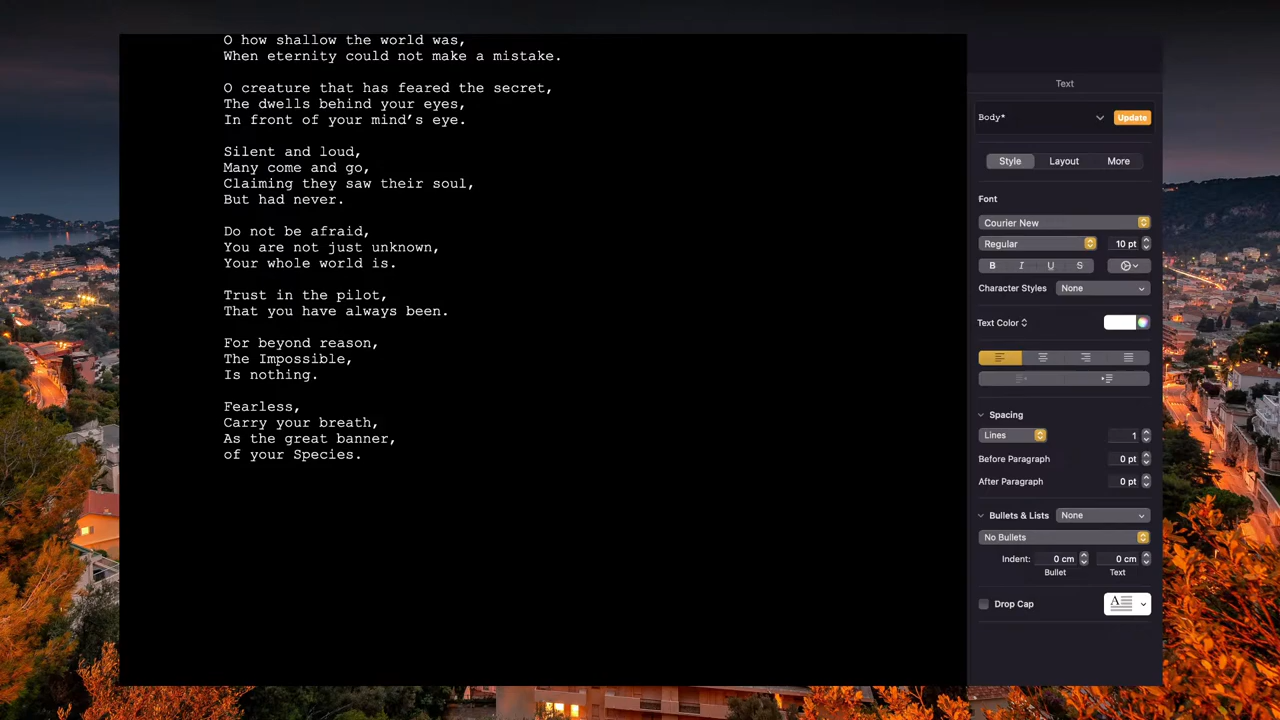 O how shallow the world was,
When eternity could not make a mistake.
O creature that has feared the secret,
The dwells behind your eyes,
In front of your mind’s eye.
Silent and loud,
Many come and go,
Claiming they saw their soul,
But had never.
Do not be afraid,
You are not just unknown,
Your whole world is.
Trust in the pilot,
That you have always been.
For beyond reason,
The Impossible,
Is nothing.
Fearless,
Carry your breath,
As the great banner,
of your Species.
Text
Body*
Update
Style Layout More
Font
Courier New
Regular 10 pt
B I U S
Character Styles None
Text Color
Spacing
Lines 1
Before Paragraph 0 pt
After Paragraph 0 pt
Bullets & Lists None
No Bullets
Indent: 0 cm 0 cm
Bullet Text
Drop Cap A